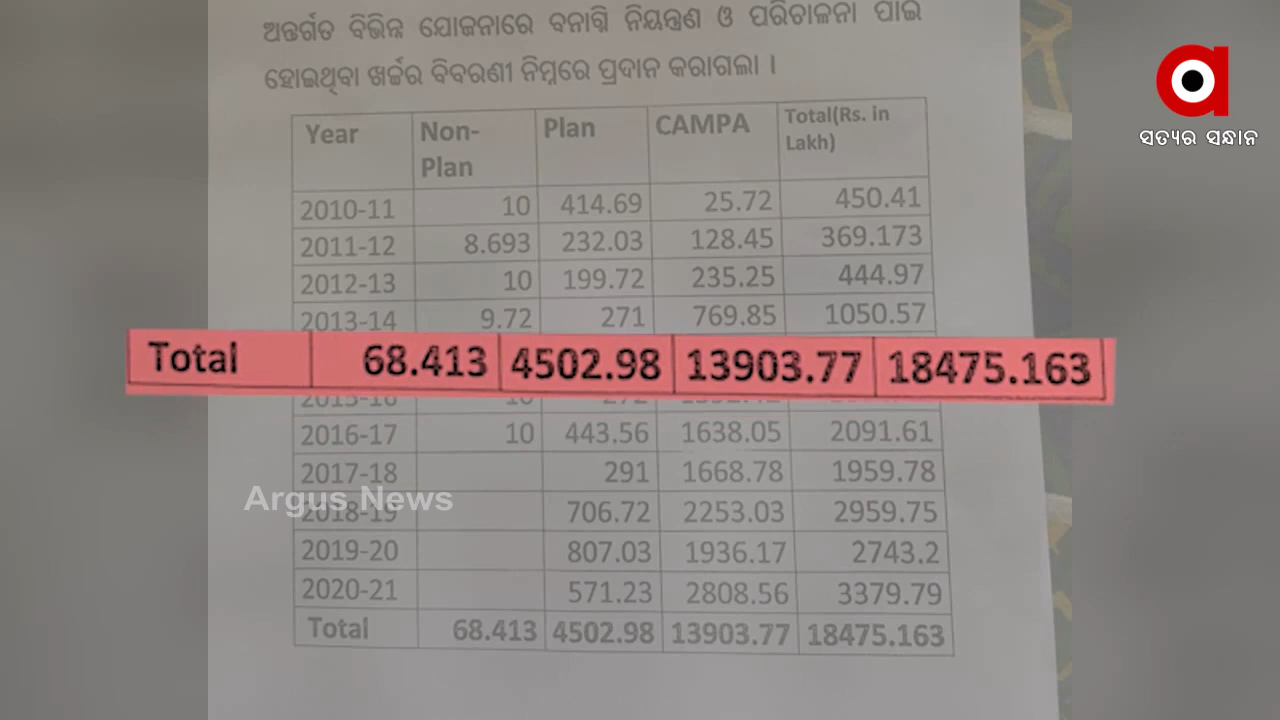 ଅନ୍ତର୍ଗତ ବିଭିନ୍ନ ଯୋଜନାରେ ବନାଗ୍ନି ନିୟନ୍ତ୍ରଣ ଓ ପରିଚାଳନା ପାଇଁ
ହୋଇଥିବା ଖର୍ଚ୍ଚର ବିବରଣୀ ନିମ୍ନରେ ପ୍ରଦାନ କରାଗଲା ।
ସତ୍ୟର ସନ୍ଧାନ
Year Non-Plan Plan CAMPA Total(Rs. in Lakh)
2010-11 10 414.69 25.72 450.41
2011-12 8.693 232.03 128.45 369.173
2012-13 10 199.72 235.25 444.97
2013-14 9.72 271 769.85 1050.57
Total 68.413 4502.98 13903.77 18475.163
2015-16 10 272
2016-17 10 443.56 1638.05 2091.61
2017-18 291 1668.78 1959.78
Argus News
2018-19 706.72 2253.03 2959.75
2019-20 807.03 1936.17 2743.2
2020-21 571.23 2808.56 3379.79
Total 68.413 4502.98 13903.77 18475.163